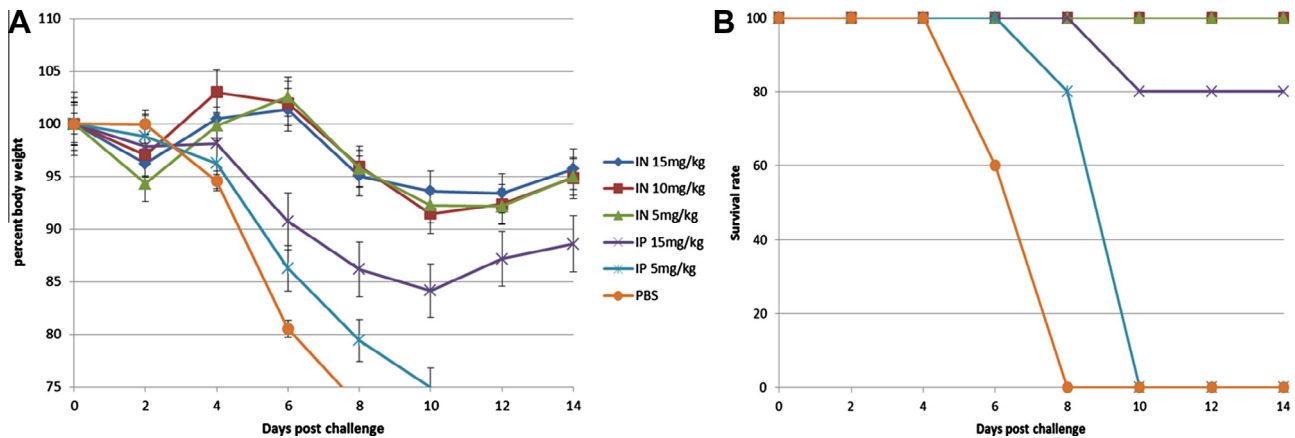 A
110
105
100
95
90
85
80
75
percent body weight
0 2 4 6 8 10 12 14
Days post challenge
IN 15mg/kg
IN 10mg/kg
IN 5mg/kg
IP 15mg/kg
IP 5mg/kg
PBS
B
100
80
60
40
20
0
Survival rate
0 2 4 6 8 10 12 14
Days post challenge